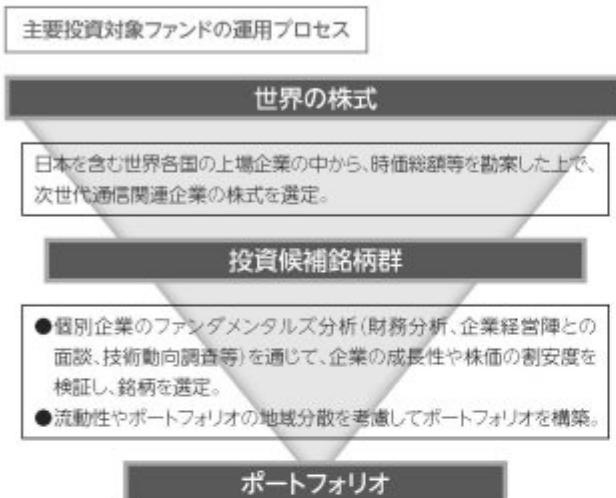 主要投資対象ファンドの運用プロセス
世界の株式
日本を含む世界各国の上場企業の中から、時価総額等を勘案した上で、
次世代通信関連企業の株式を選定。
投資候補銘柄群
●個別企業のファンダメンタルズ分析(財務分析、企業経営陣との
面談、技術動向調査等)を通じて、企業の成長性や株価の割安度を
検証し、銘柄を選定。
●流動性やポートフォリオの地域分散を考慮してポートフォリオを構築。
ポートフォリオ